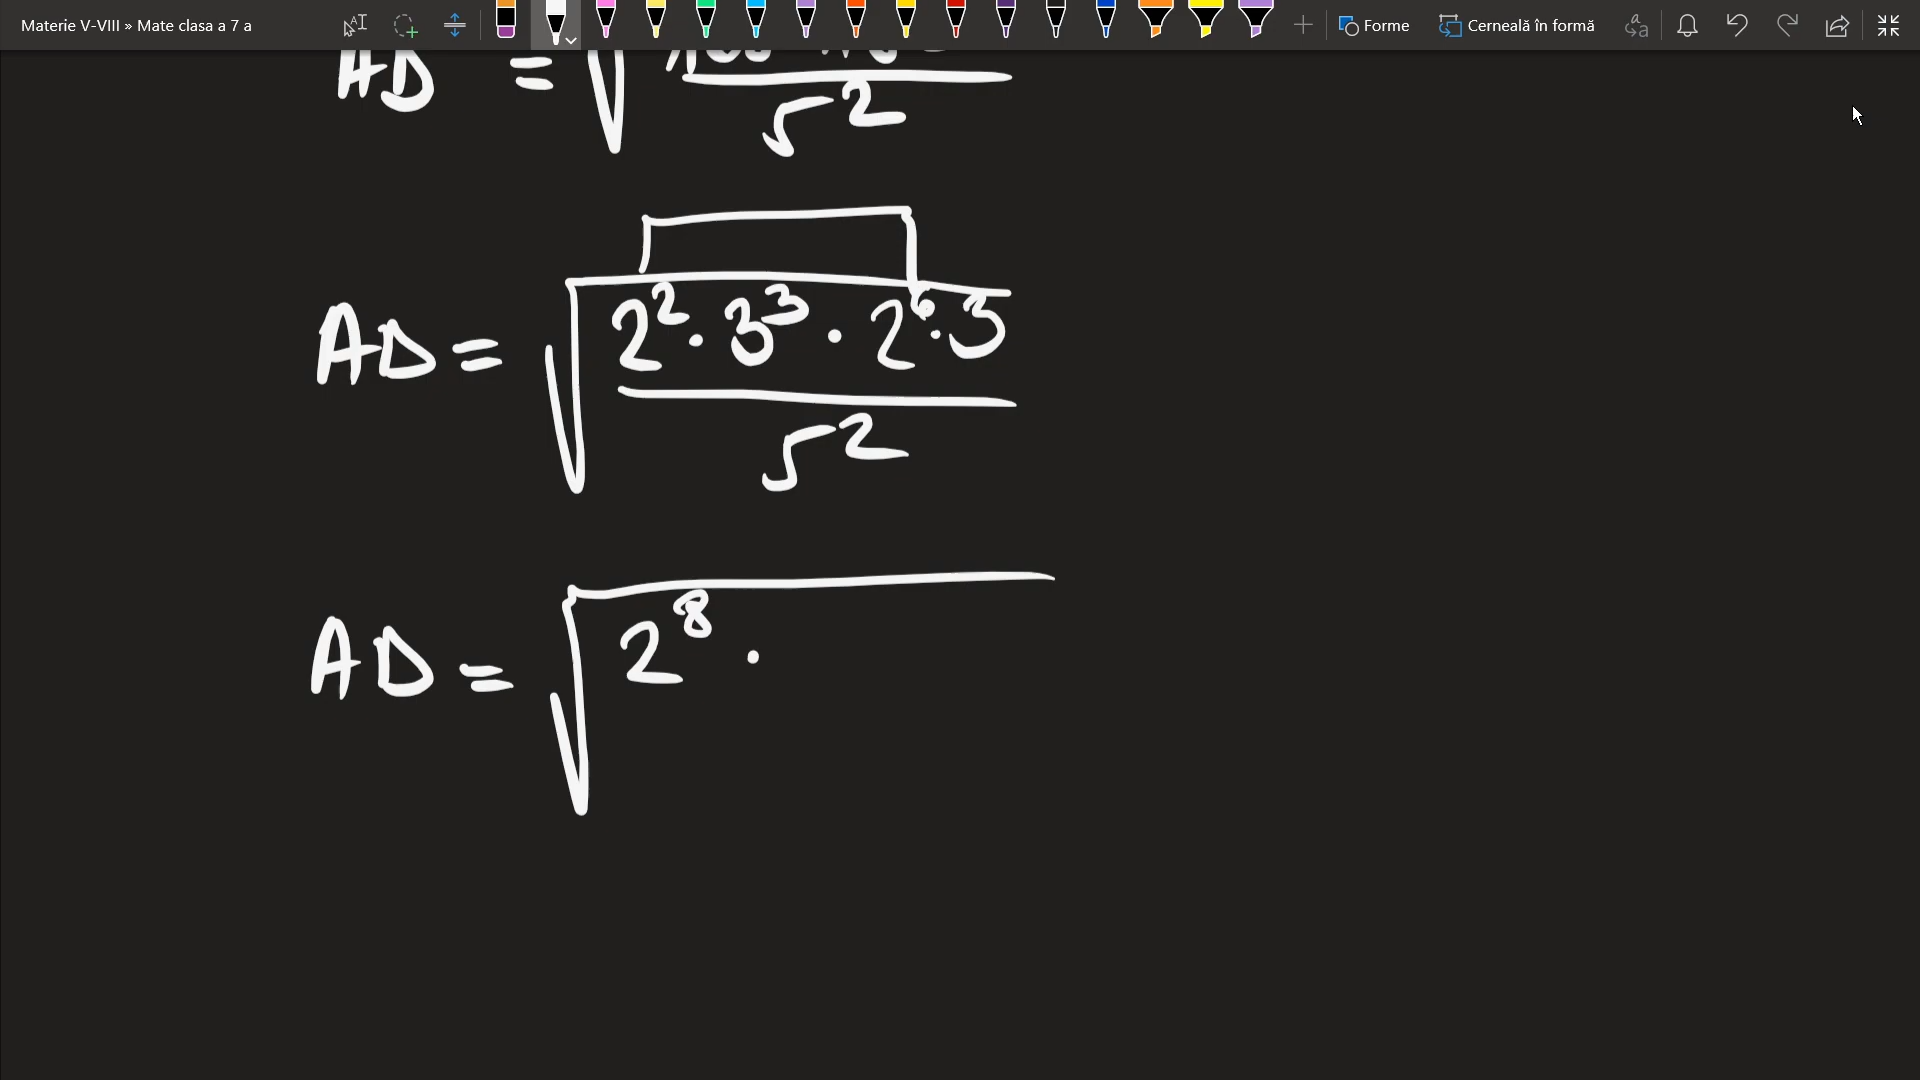 Materie V-VIII » Mate clasa a 7 a
Forme
Cerneală în formă
AD = √
5²
AD = √ 2² · 3³ · 2⁶ · 3
5²
AD = √ 2⁸ ·